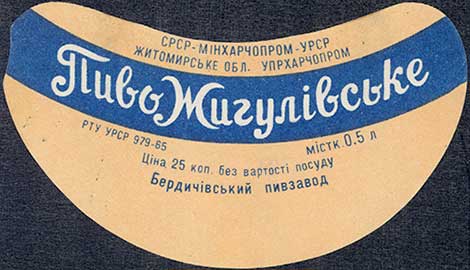 СРСР-МІНХАРЧОПРОМ-УРСР
ЖИТОМИРСЬКЕ ОБЛ. УПРХАРЧОПРОМ
Пиво Жигулівське
РТУ УРСР 979-65
МІСТК. 0.5 л
Ціна 25 коп. без вартості посуду
Бердичівський пивзавод